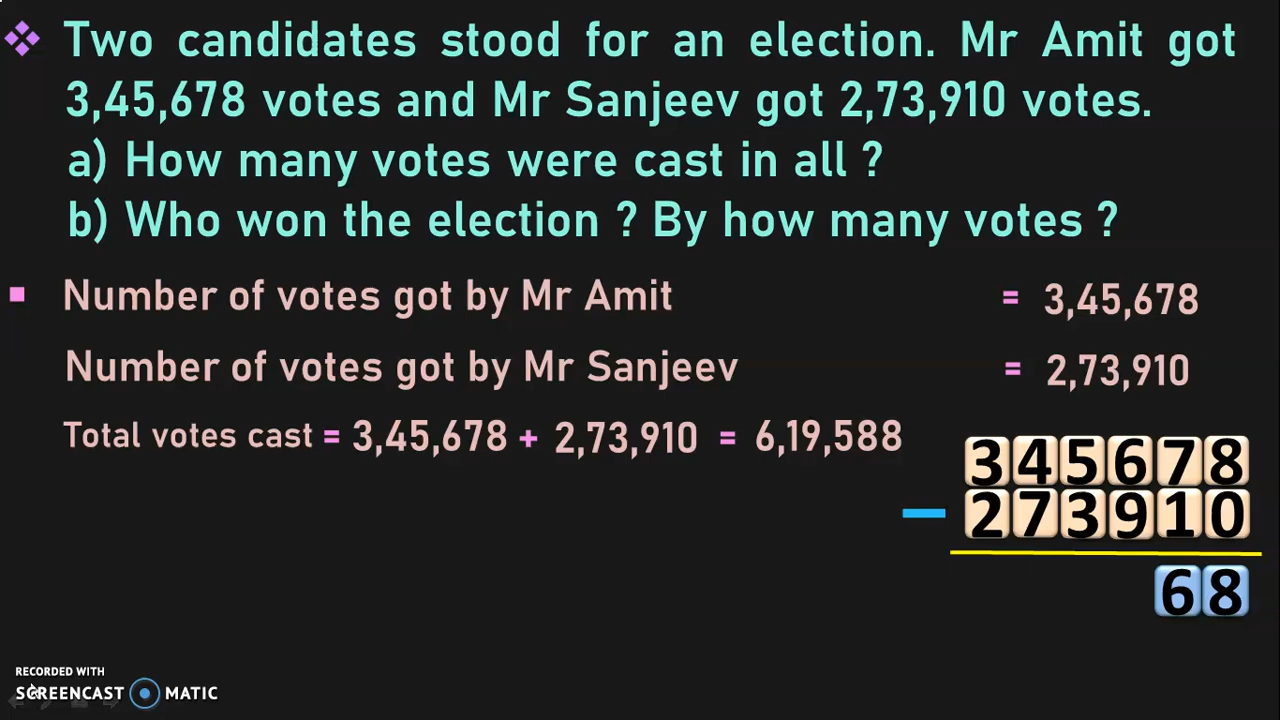 Two candidates stood for an election. Mr Amit got
3,45,678 votes and Mr Sanjeev got 2,73,910 votes.
a) How many votes were cast in all ?
b) Who won the election ? By how many votes ?
Number of votes got by Mr Amit = 3,45,678
Number of votes got by Mr Sanjeev = 2,73,910
Total votes cast = 3,45,678 + 2,73,910 = 6,19,588
345678
− 273910
68
RECORDED WITH
SCREENCAST MATIC